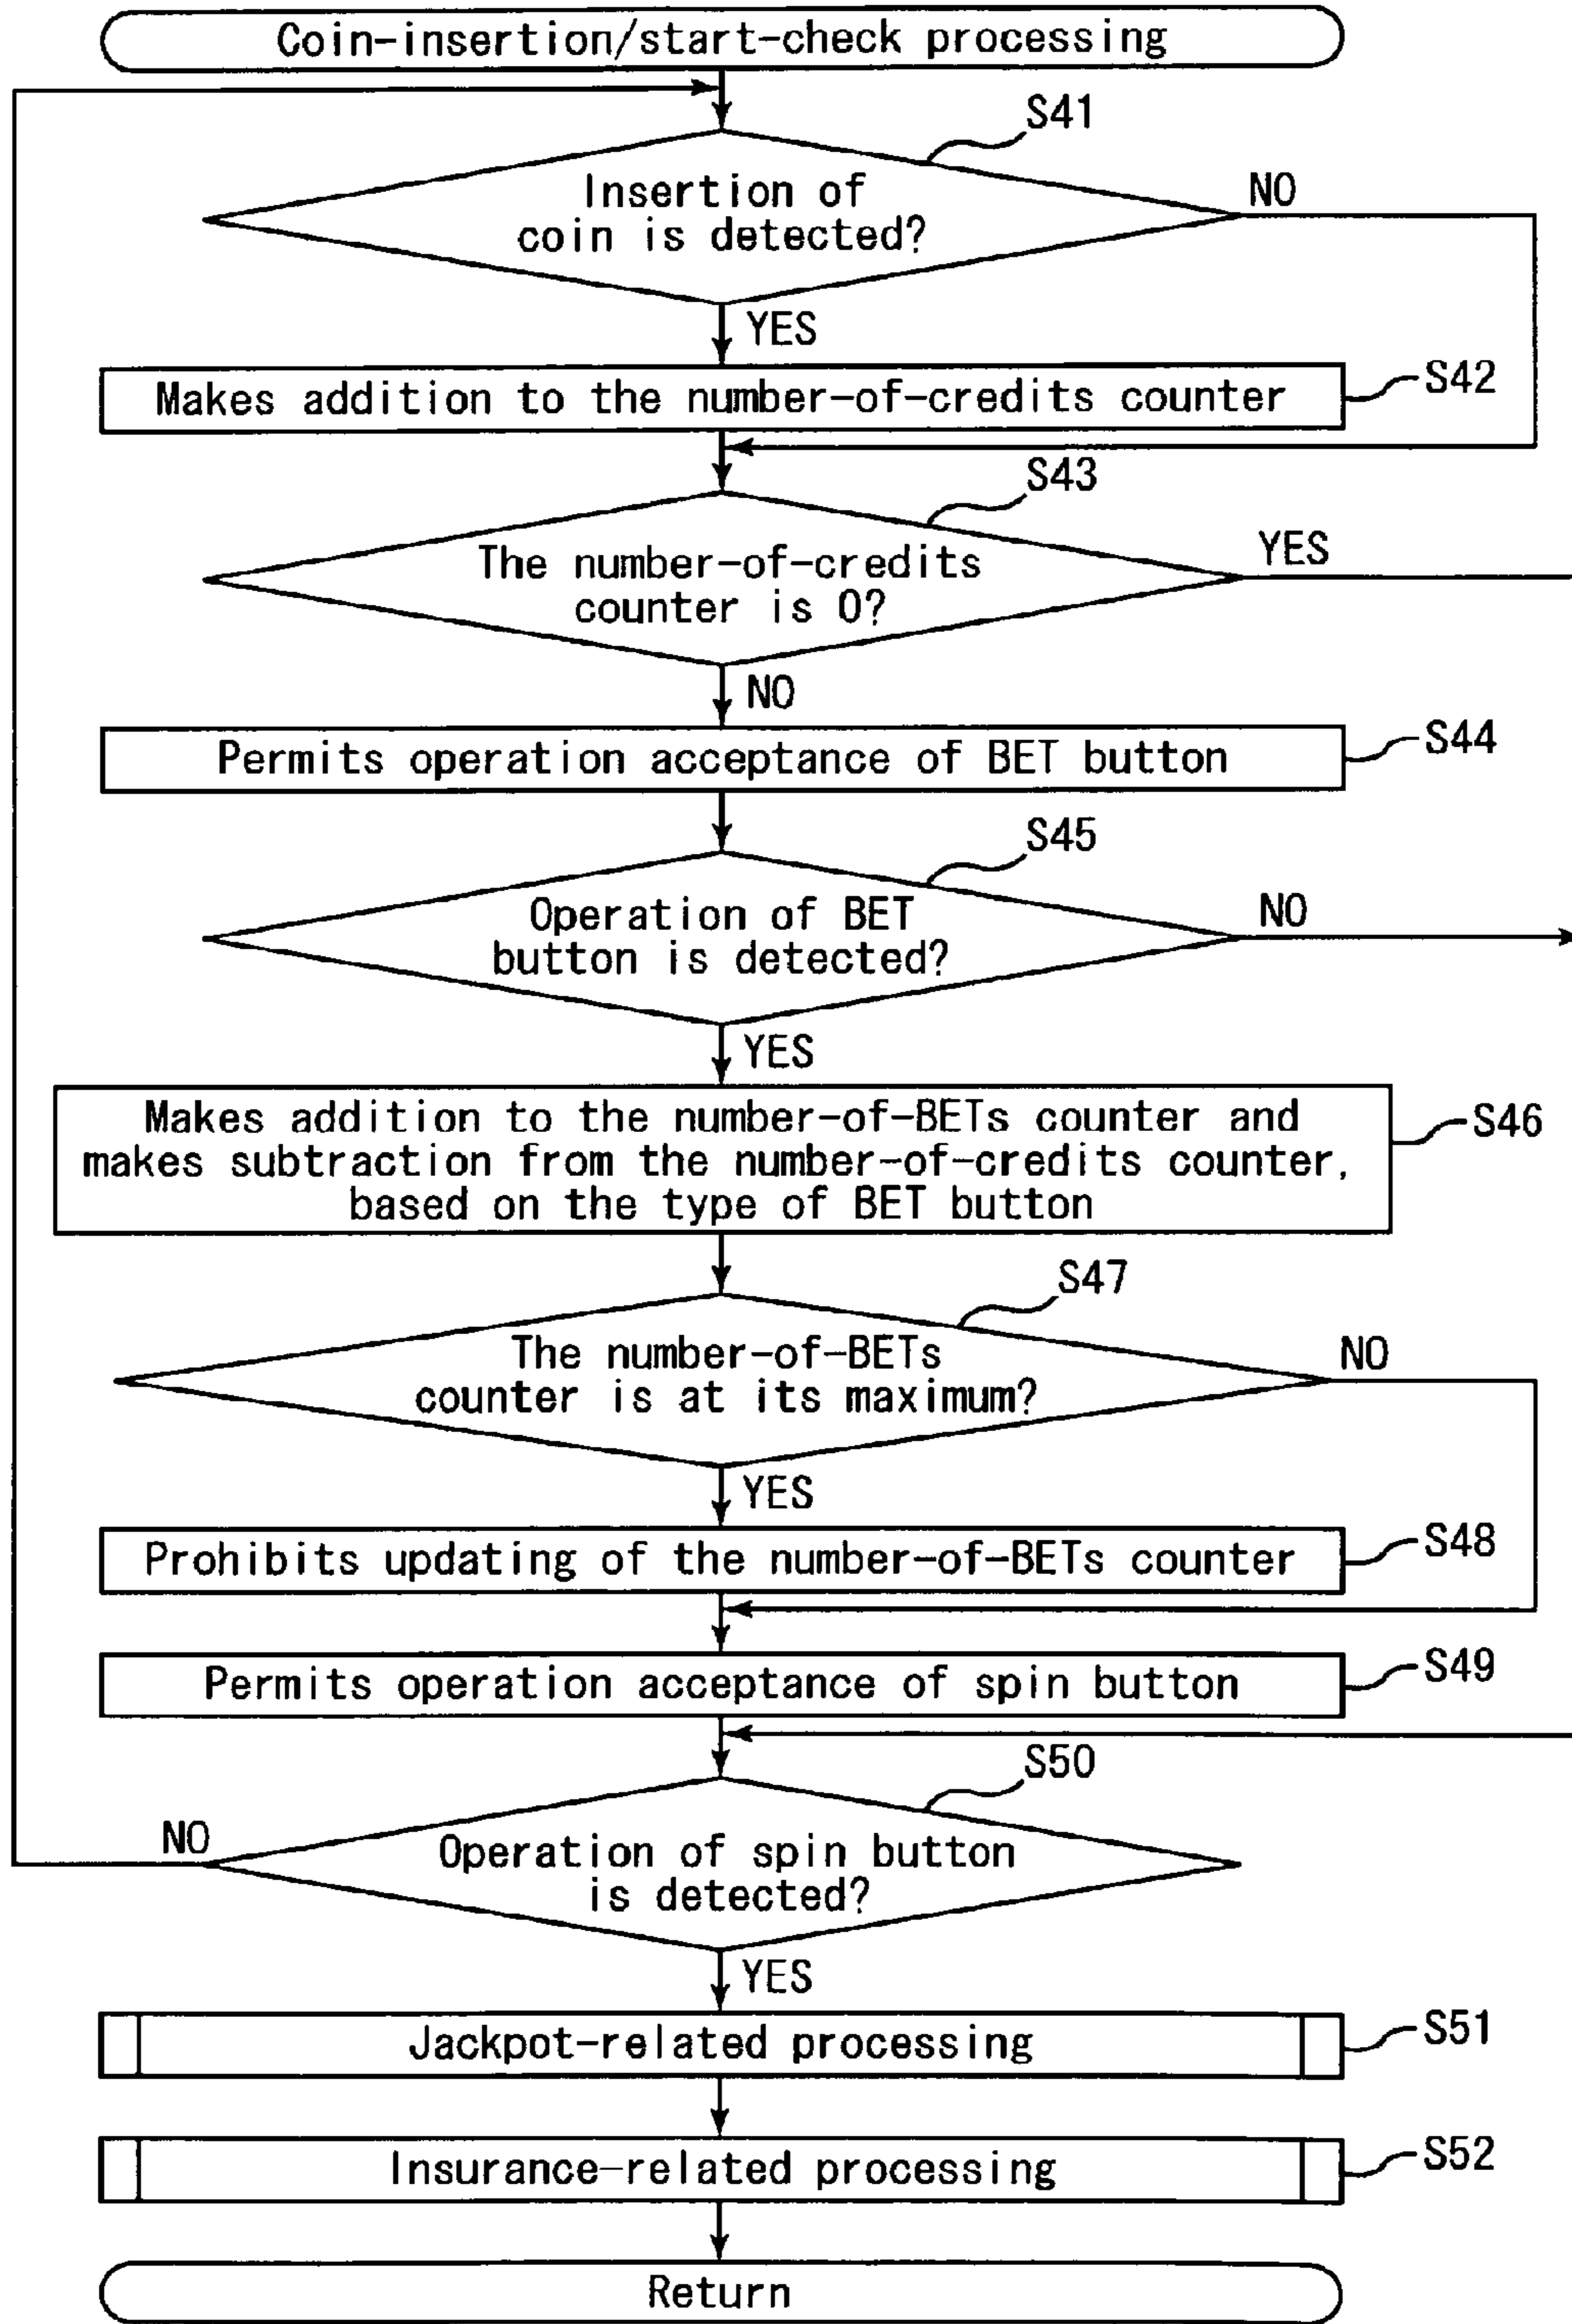 Coin-insertion/start-check processing
S41
Insertion of
coin is detected?
NO
YES
Makes addition to the number-of-credits counter
S42
S43
The number-of-credits
counter is 0?
YES
NO
Permits operation acceptance of BET button
S44
S45
Operation of BET
button is detected?
NO
YES
Makes addition to the number-of-BETs counter and
makes subtraction from the number-of-credits counter,
based on the type of BET button
S46
S47
The number-of-BETs
counter is at its maximum?
NO
YES
Prohibits updating of the number-of-BETs counter
S48
Permits operation acceptance of spin button
S49
S50
NO
Operation of spin button
is detected?
YES
Jackpot-related processing
S51
Insurance-related processing
S52
Return